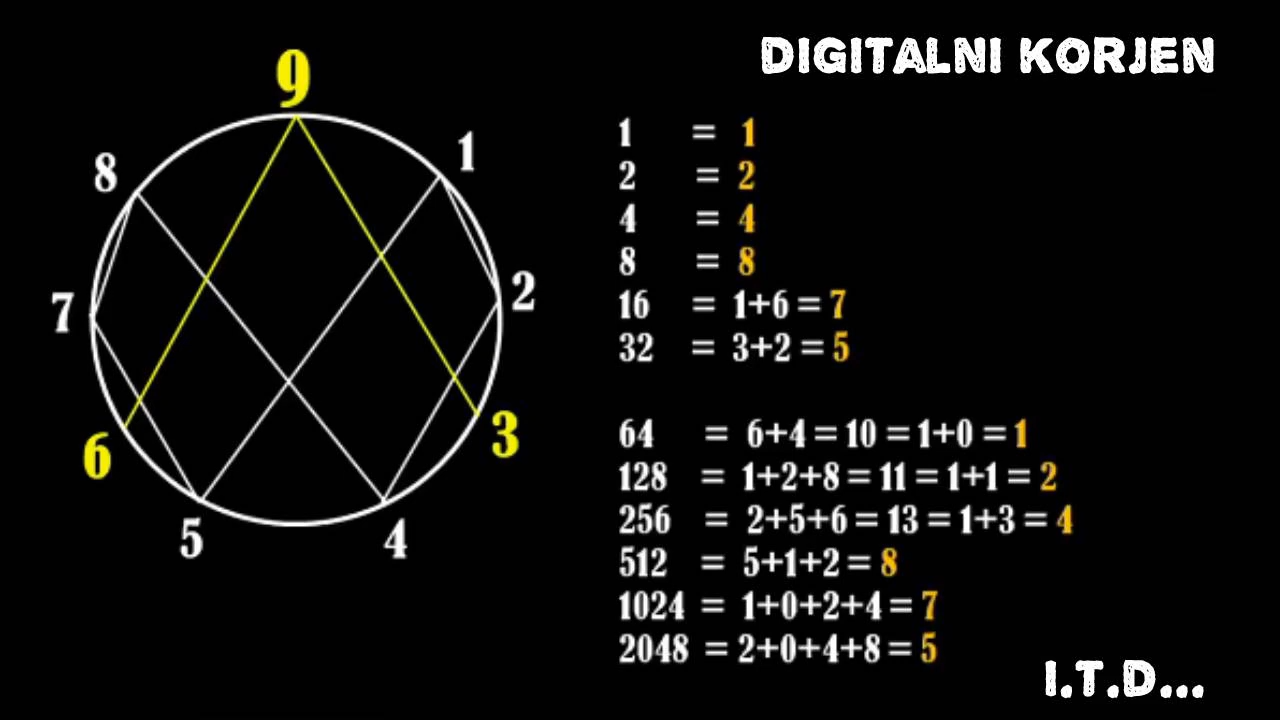 DIGITALNI KORJEN
9
8
1
7
2
6
3
5
4
1 = 1
2 = 2
4 = 4
8 = 8
16 = 1+6 = 7
32 = 3+2 = 5
64 = 6+4 = 10 = 1+0 = 1
128 = 1+2+8 = 11 = 1+1 = 2
256 = 2+5+6 = 13 = 1+3 = 4
512 = 5+1+2 = 8
1024 = 1+0+2+4 = 7
2048 = 2+0+4+8 = 5
I.T.D...